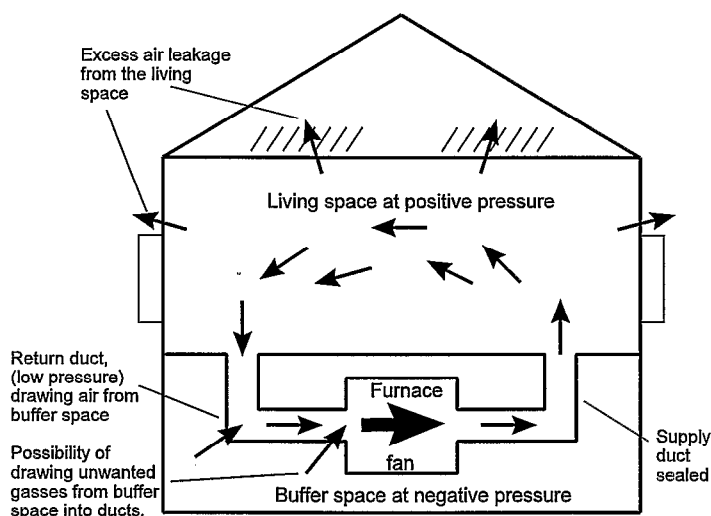 Excess air leakage
from the living
space
Living space at positive pressure
Return duct,
(low pressure)
drawing air from
buffer space
Furnace
fan
Supply
duct
sealed
Possibility of
drawing unwanted
gasses from buffer
space into ducts.
Buffer space at negative pressure